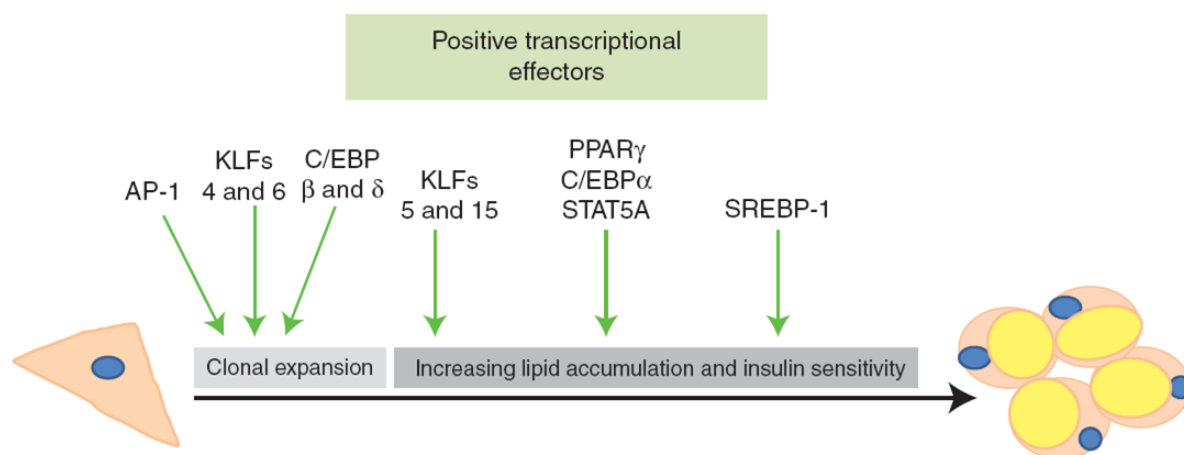 Positive transcriptional
effectors
AP-1
KLFs
4 and 6
C/EBP
β and δ
KLFs
5 and 15
PPARγ
C/EBPα
STAT5A
SREBP-1
Clonal expansion
Increasing lipid accumulation and insulin sensitivity